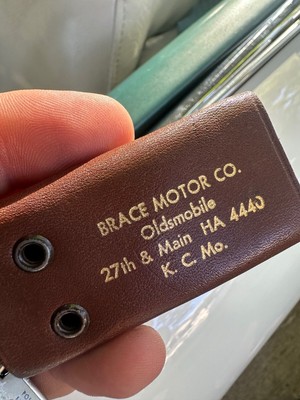 BRACE MOTOR CO.
Oldsmobile
27th & Main HA 4440
K. C. Mo.